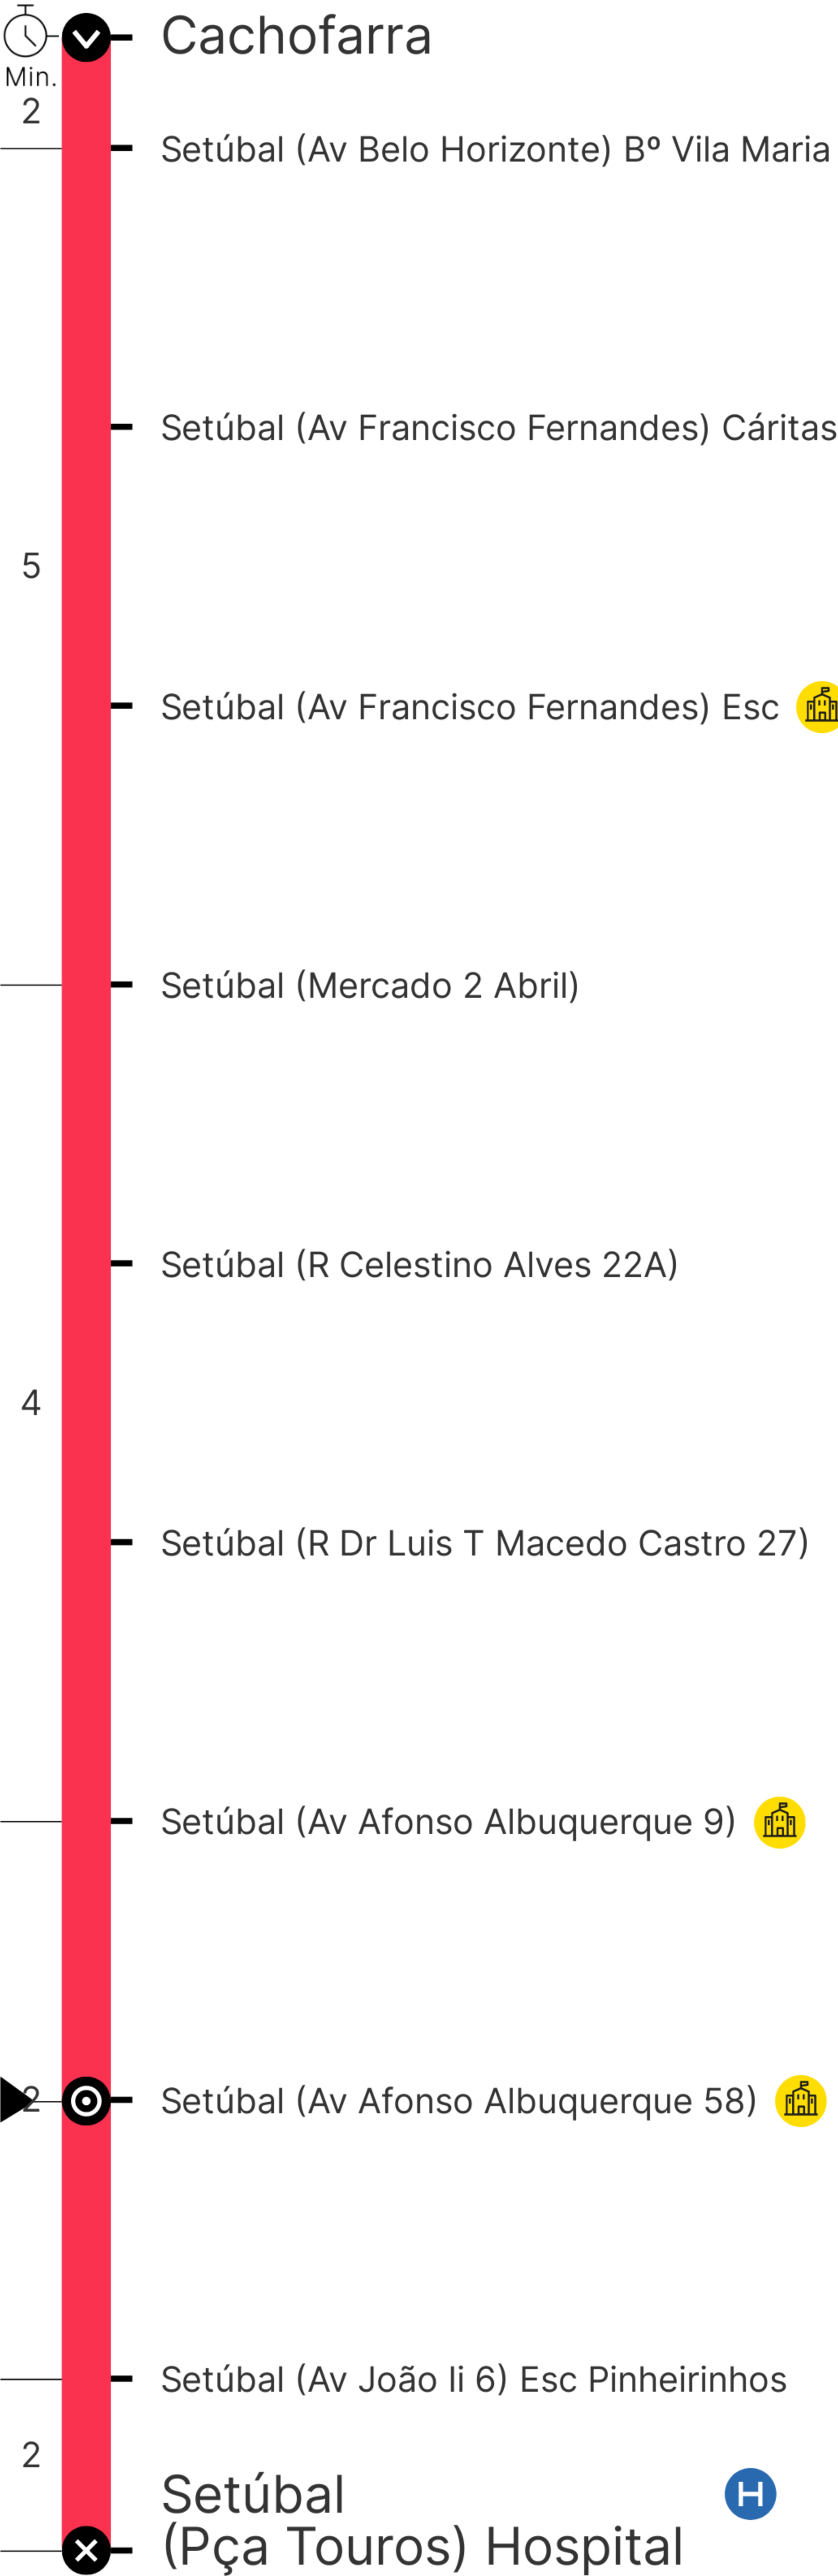 Cachofarra
Min.
2
Setúbal (Av Belo Horizonte) Bº Vila Maria
Setúbal (Av Francisco Fernandes) Cáritas
5
Setúbal (Av Francisco Fernandes) Esc
Setúbal (Mercado 2 Abril)
Setúbal (R Celestino Alves 22A)
4
Setúbal (R Dr Luis T Macedo Castro 27)
Setúbal (Av Afonso Albuquerque 9)
2
Setúbal (Av Afonso Albuquerque 58)
Setúbal (Av João Ii 6) Esc Pinheirinhos
2
Setúbal
H
(Pça Touros) Hospital